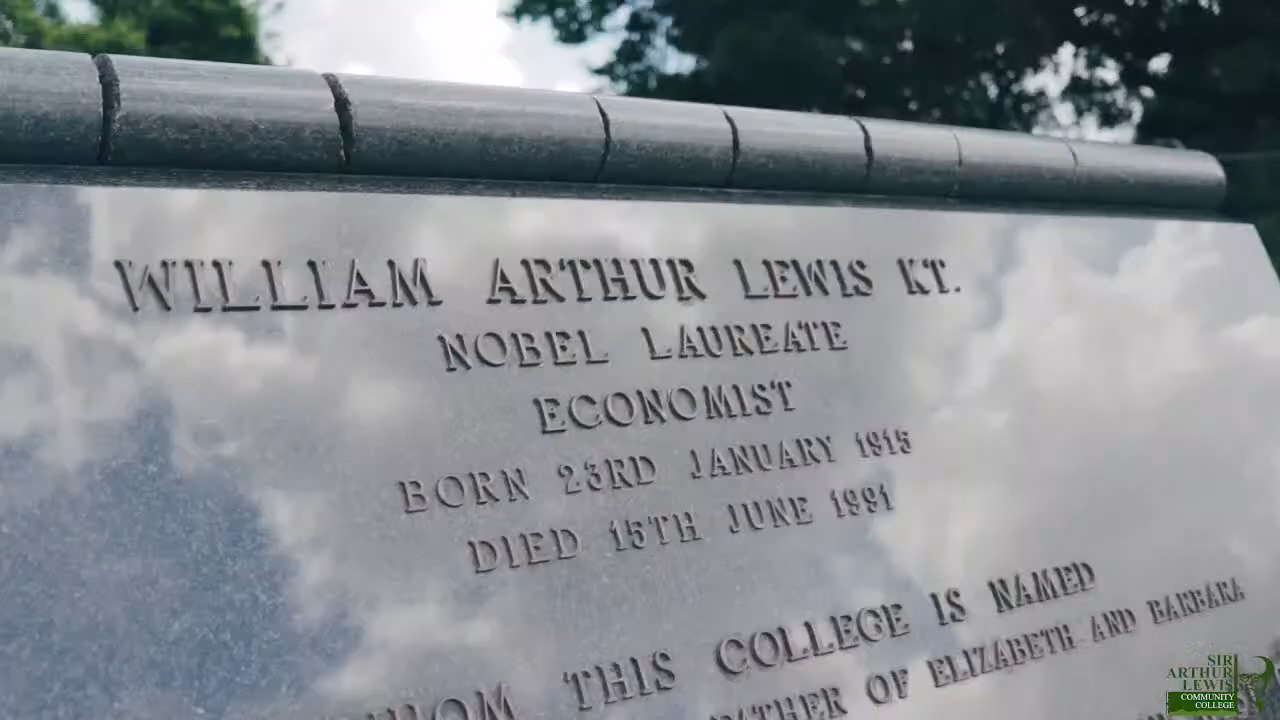 WILLIAM ARTHUR LEWIS KT.
NOBEL LAUREATE
ECONOMIST
BORN 23RD JANUARY 1915
DIED 15TH JUNE 1991
THIS COLLEGE IS NAMED
OF ELIZABETH AND BARBARA
SIR
ARTHUR
LEWIS
COMMUNITY
COLLEGE